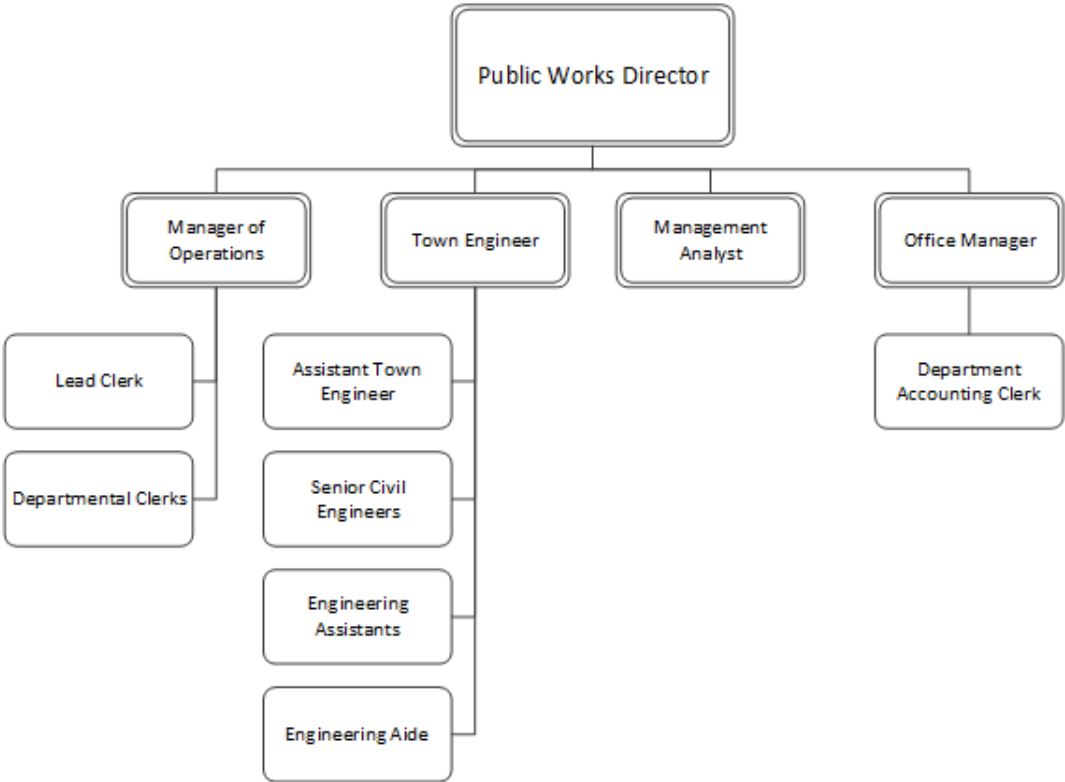 Public Works Director
Manager of
Operations
Town Engineer
Management
Analyst
Office Manager
Lead Clerk
Assistant Town
Engineer
Department
Accounting Clerk
Departmental Clerks
Senior Civil
Engineers
Engineering
Assistants
Engineering Aide